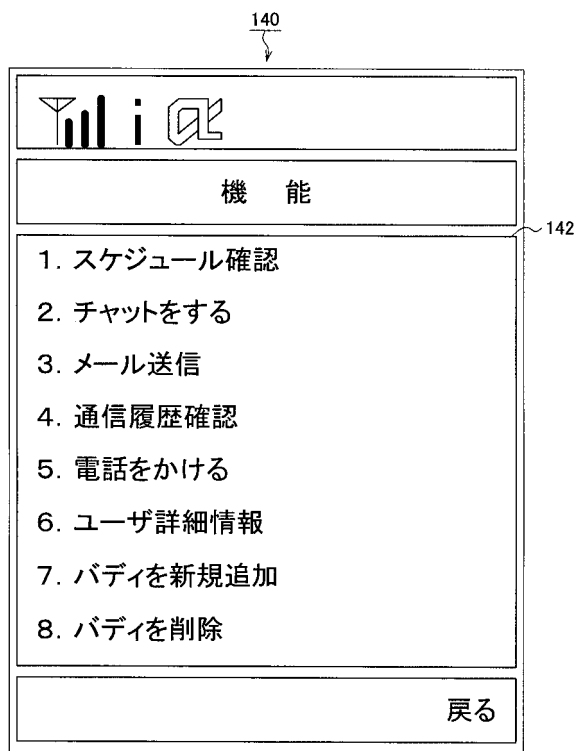 140
i α
機 能
142
1. スケジュール確認
2. チャットをする
3. メール送信
4. 通信履歴確認
5. 電話をかける
6. ユーザ詳細情報
7. バディを新規追加
8. バディを削除
戻る